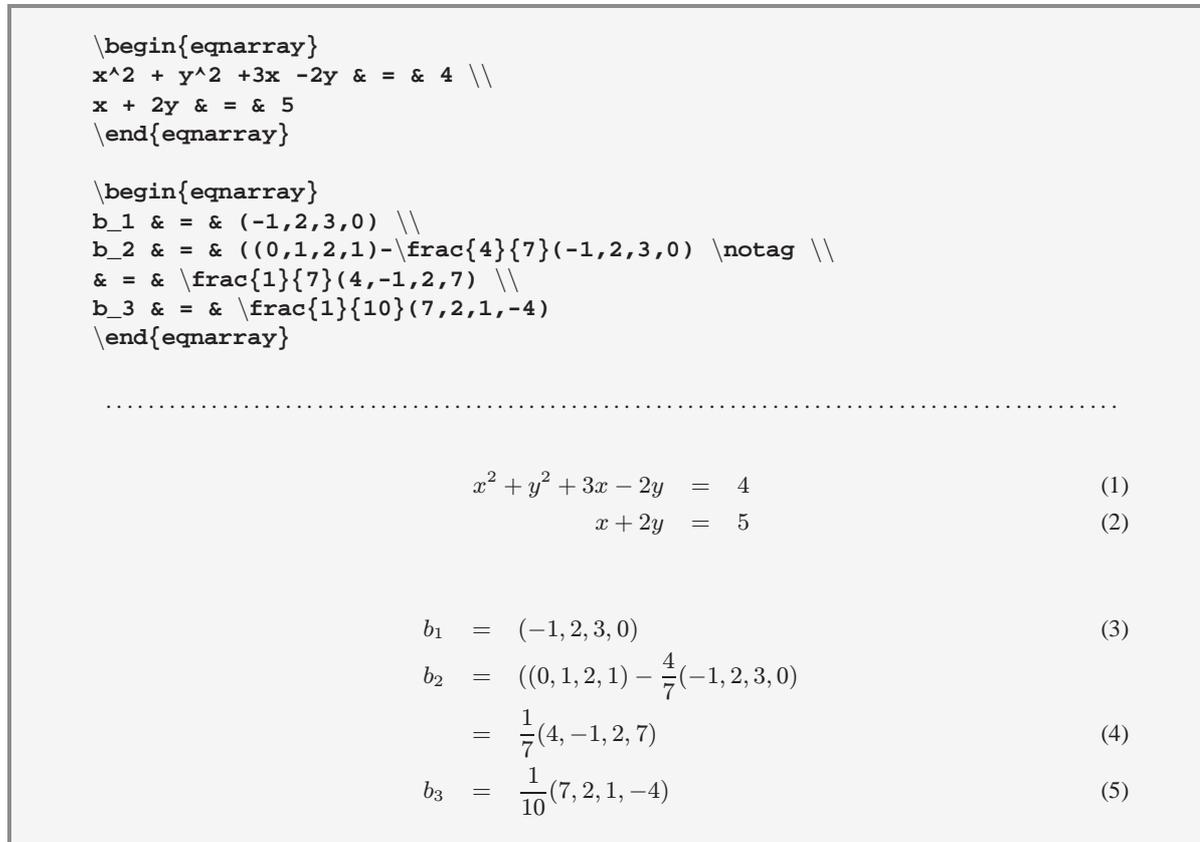 \begin{eqnarray}
x^2 + y^2 +3x -2y & = & 4 \\
x + 2y & = & 5
\end{eqnarray}
\begin{eqnarray}
b_1 & = & (-1,2,3,0) \\
b_2 & = & ((0,1,2,1)-\frac{4}{7}(-1,2,3,0) \notag \\
& = & \frac{1}{7}(4,-1,2,7) \\
b_3 & = & \frac{1}{10}(7,2,1,-4)
\end{eqnarray}
x² + y² + 3x − 2y = 4 (1)
x + 2y = 5 (2)
b₁ = (−1, 2, 3, 0) (3)
b₂ = ((0, 1, 2, 1) − 4/7(−1, 2, 3, 0)
= 1/7(4, −1, 2, 7) (4)
b₃ = 1/10(7, 2, 1, −4) (5)